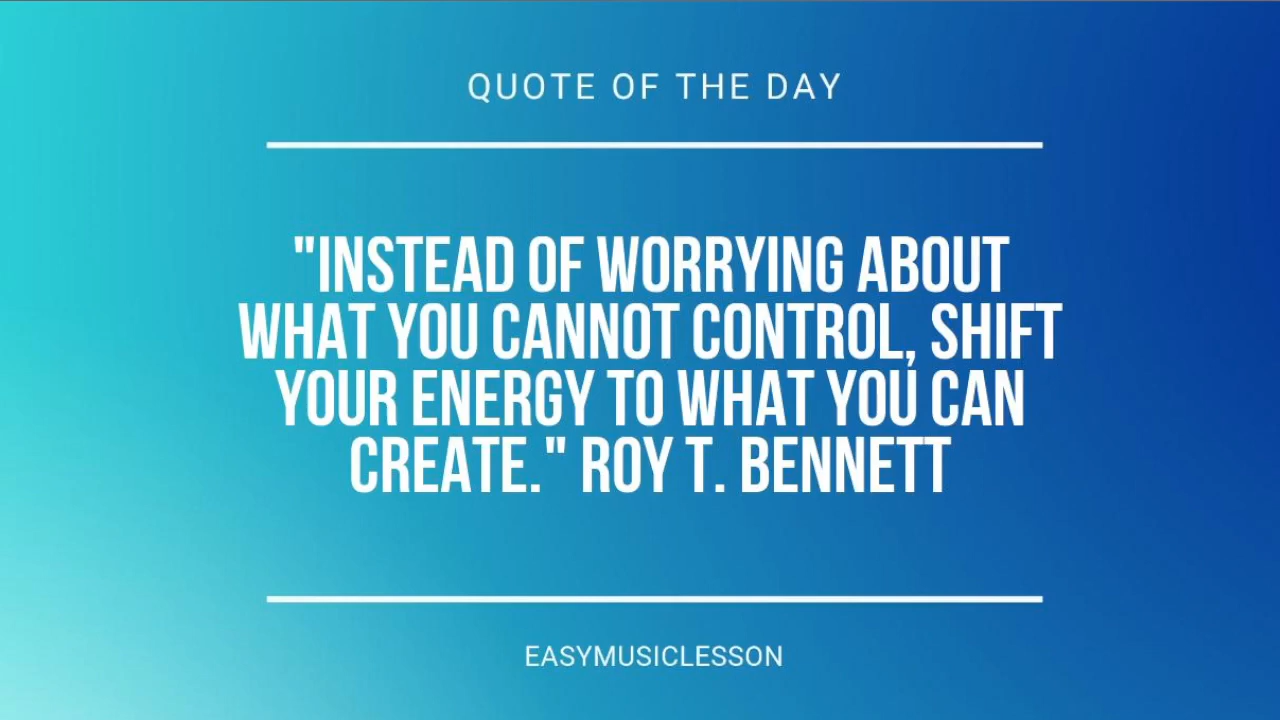 QUOTE OF THE DAY
"INSTEAD OF WORRYING ABOUT
WHAT YOU CANNOT CONTROL, SHIFT
YOUR ENERGY TO WHAT YOU CAN
CREATE." ROY T. BENNETT
EASYMUSICLESSON